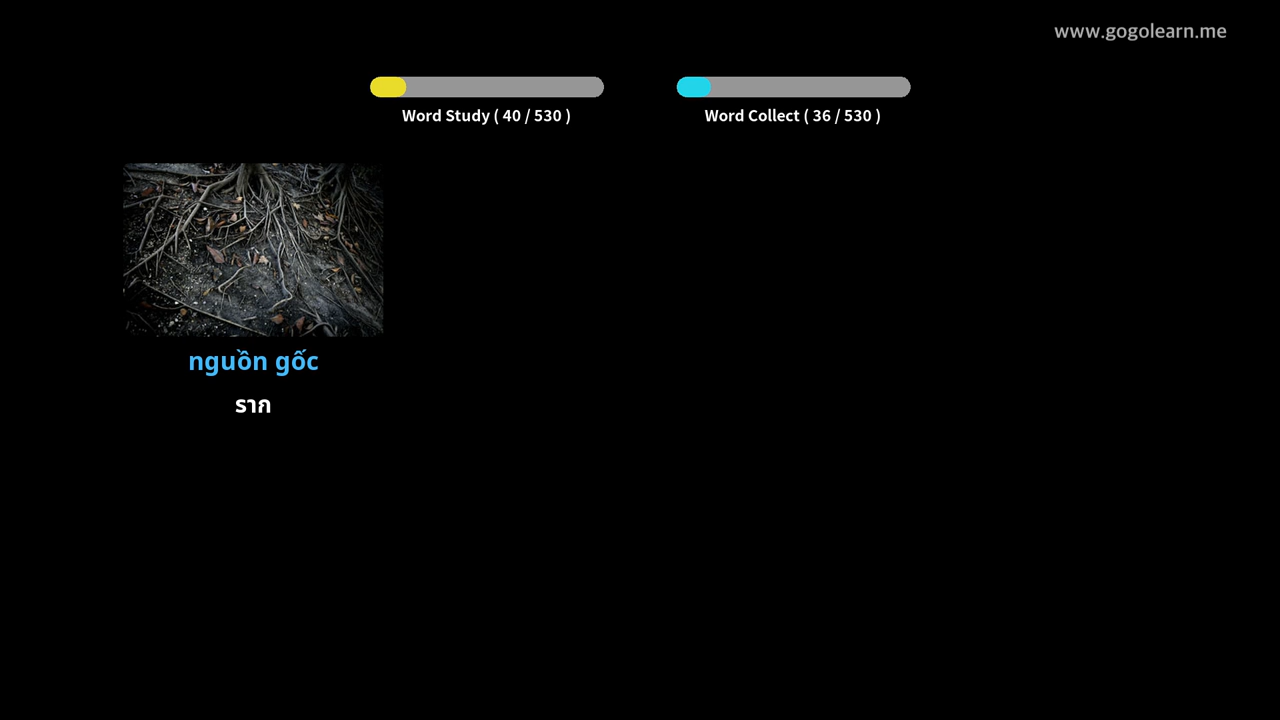 www.gogolearn.me
Word Study ( 40 / 530 )
Word Collect ( 36 / 530 )
nguồn gốc
ราก